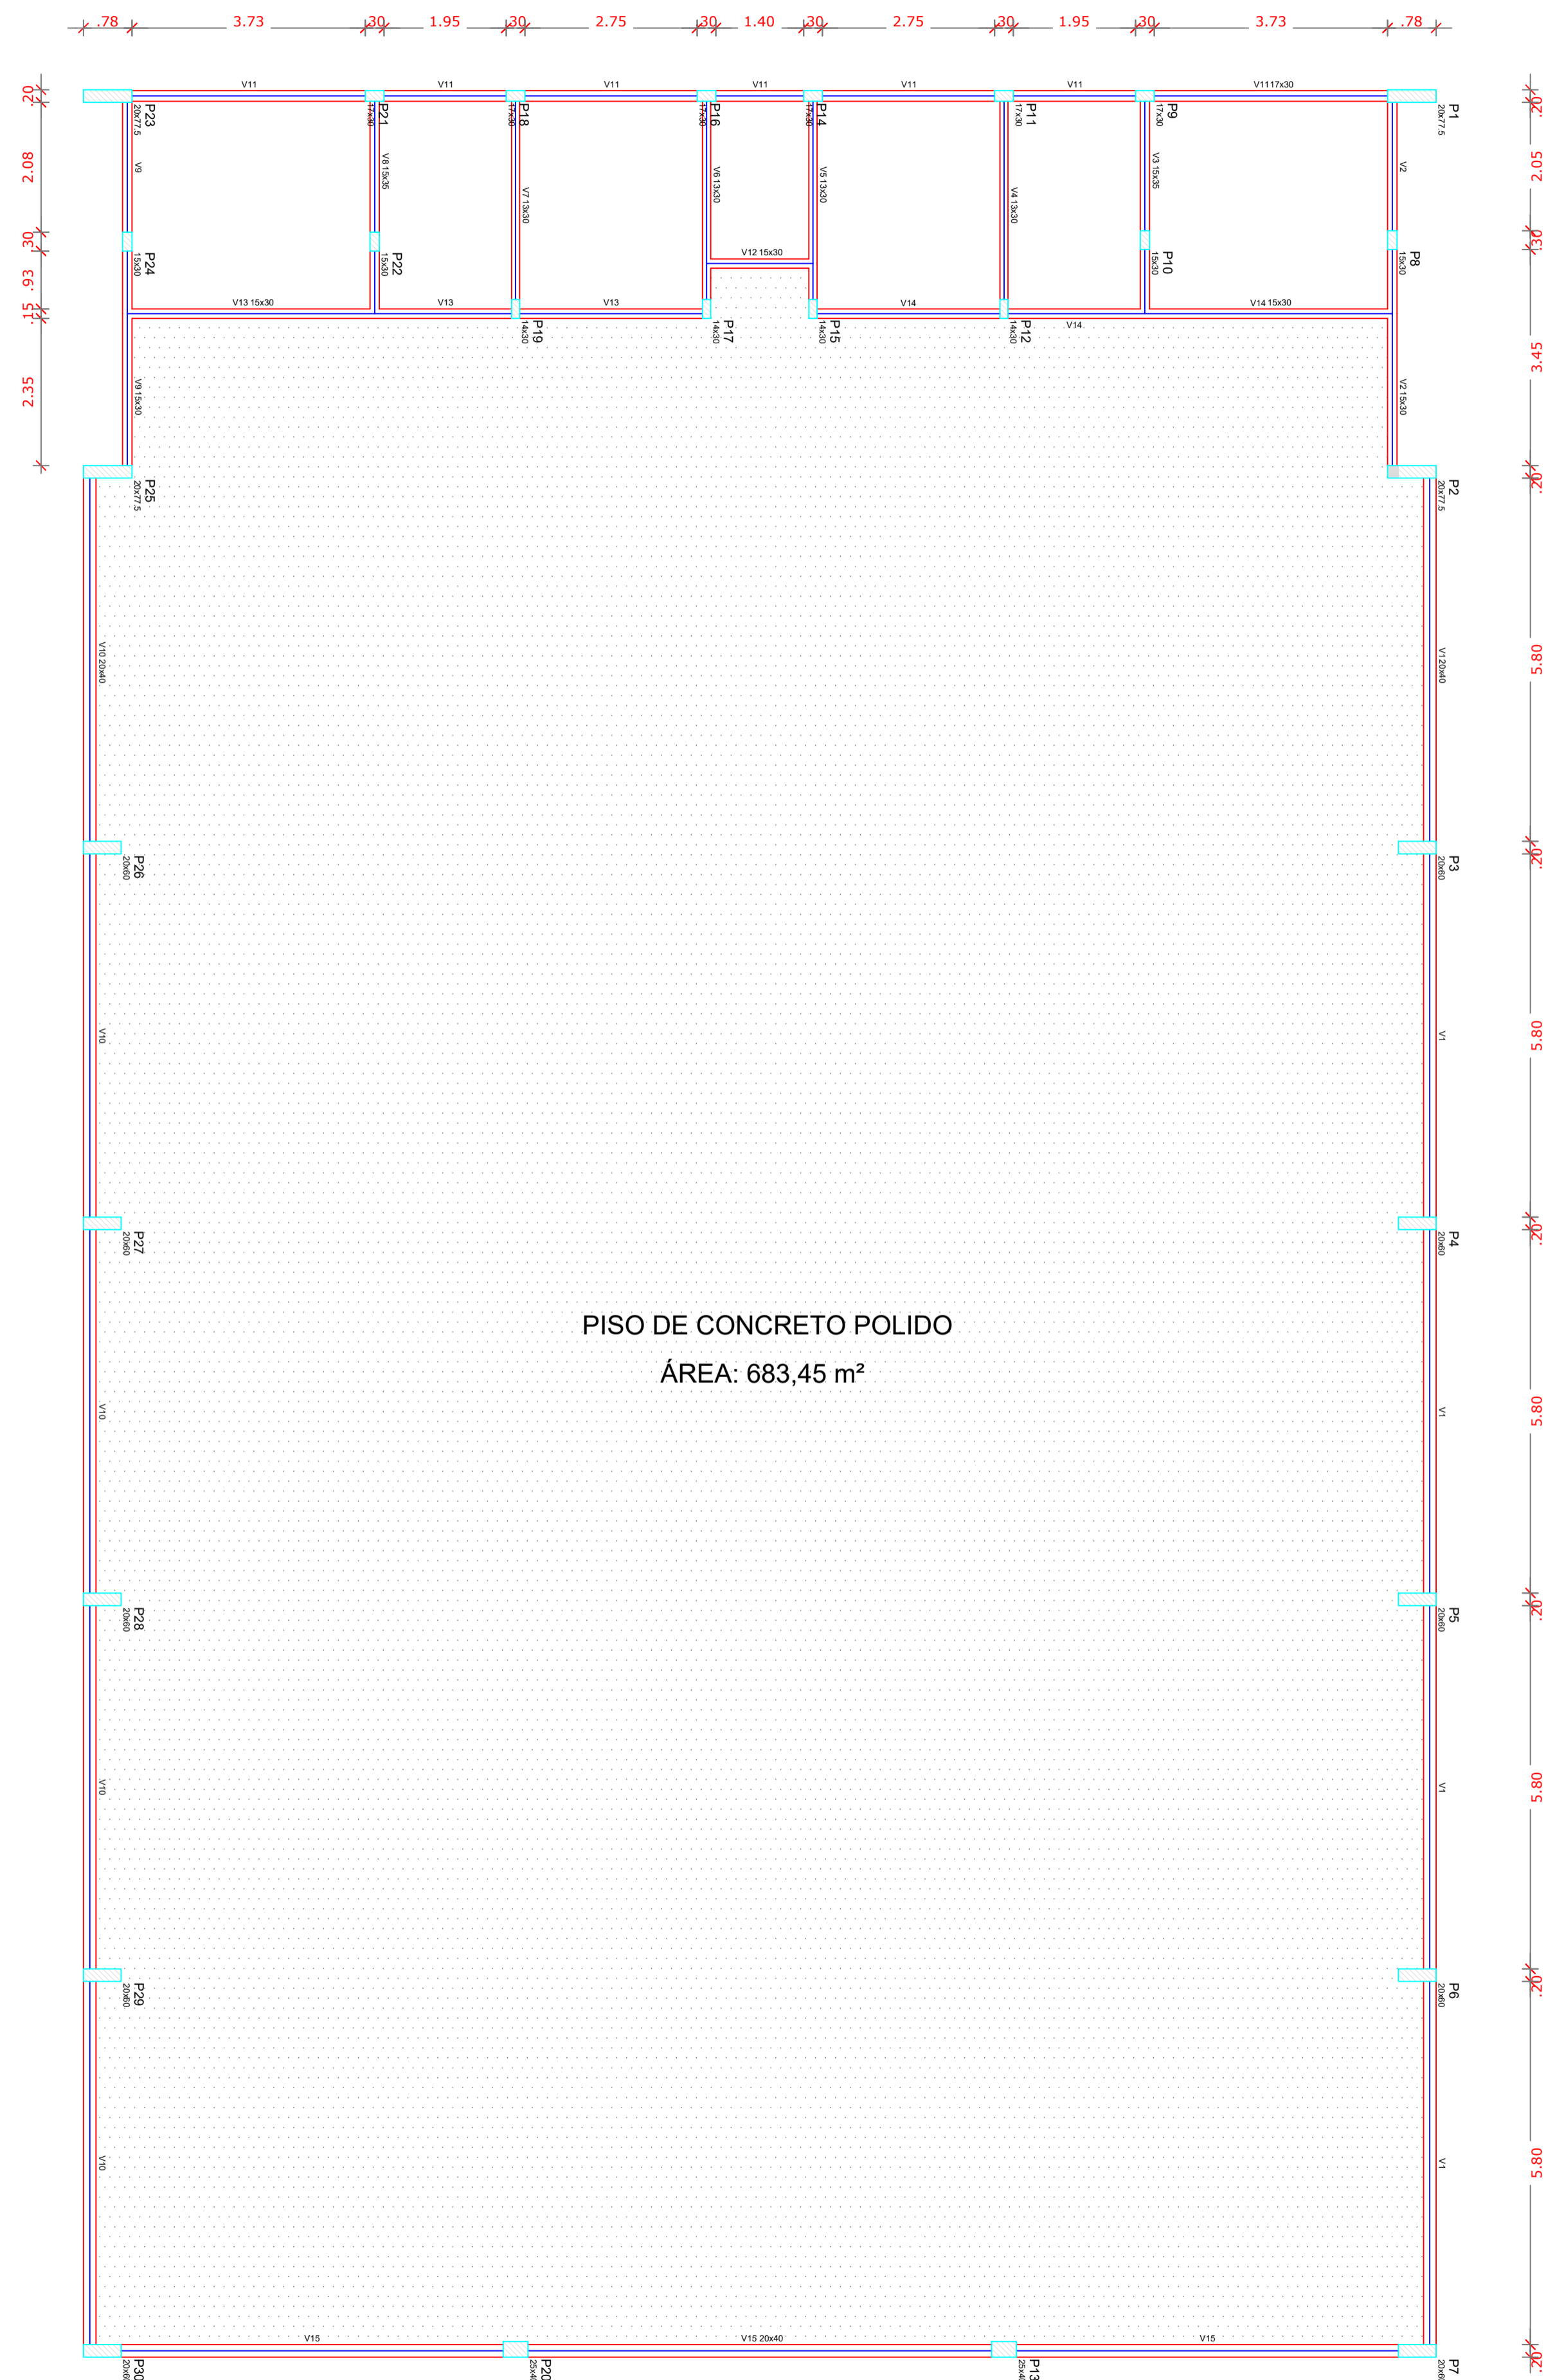 .78 3.73 .30 1.95 .30 2.75 .30 1.40 .30 2.75 .30 1.95 .30 3.73 .78
V11 V11 V11 V11 V11 V11 V11 17x30
.20 .20
P23 20x77.5
P21 17x30
P18 17x30
P16 17x30
P14 17x30
P11 17x30
P9 17x30
P1 20x77.5
2.08 2.05
V9
V8 15x35
V7 13x30
V6 13x30
V5 13x30
V4 13x30
V3 15x35
V2
.30 .30
P24 15x30
P22 15x30
V12 15x30
P10 15x30
P8 15x30
.93
V13 15x30 V13 V13 V14 V14 15x30
.15
P19 14x30
P17 14x30
P15 14x30
P12 14x30
V14
3.45
2.35
V9 15x30
V2 15x30
.20
P25 20x77.5
P2 20x77.5
V10 20x40
V1 20x40
5.80
.20
P26 20x60
P3 20x60
V10
V1
5.80
.20
P27 20x60
P4 20x60
PISO DE CONCRETO POLIDO
ÁREA: 683,45 m²
V10
V1
5.80
.20
P28 20x60
P5 20x60
V10
V1
5.80
.20
P29 20x60
P6 20x60
V10
V1
5.80
V15 V15 20x40 V15
.20
P30 20x60
P20 25x40
P13 25x40
P7 20x60